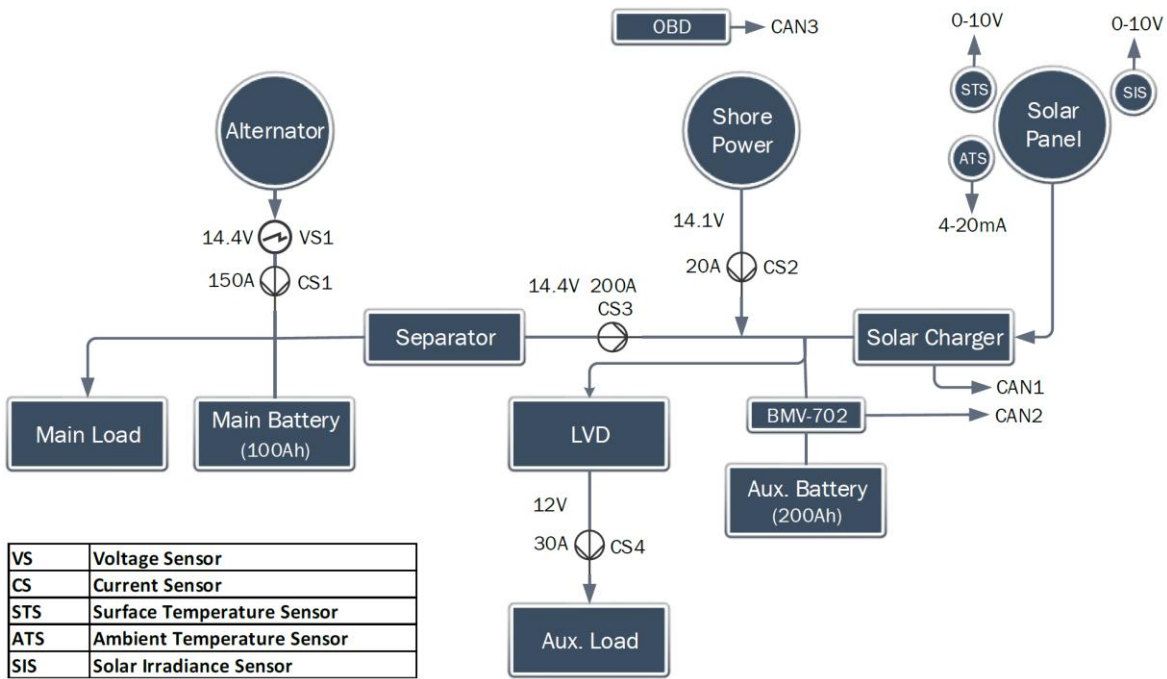 OBD
CAN3
0-10V
0-10V
STS
SIS
Alternator
Shore
Power
Solar
Panel
ATS
14.4V
VS1
14.1V
4-20mA
150A
CS1
20A
CS2
14.4V 200A
CS3
Separator
Solar Charger
CAN1
Main Load
Main Battery
(100Ah)
LVD
BMV-702
CAN2
Aux. Battery
(200Ah)
12V
30A
CS4
Aux. Load
VS Voltage Sensor
CS Current Sensor
STS Surface Temperature Sensor
ATS Ambient Temperature Sensor
SIS Solar Irradiance Sensor